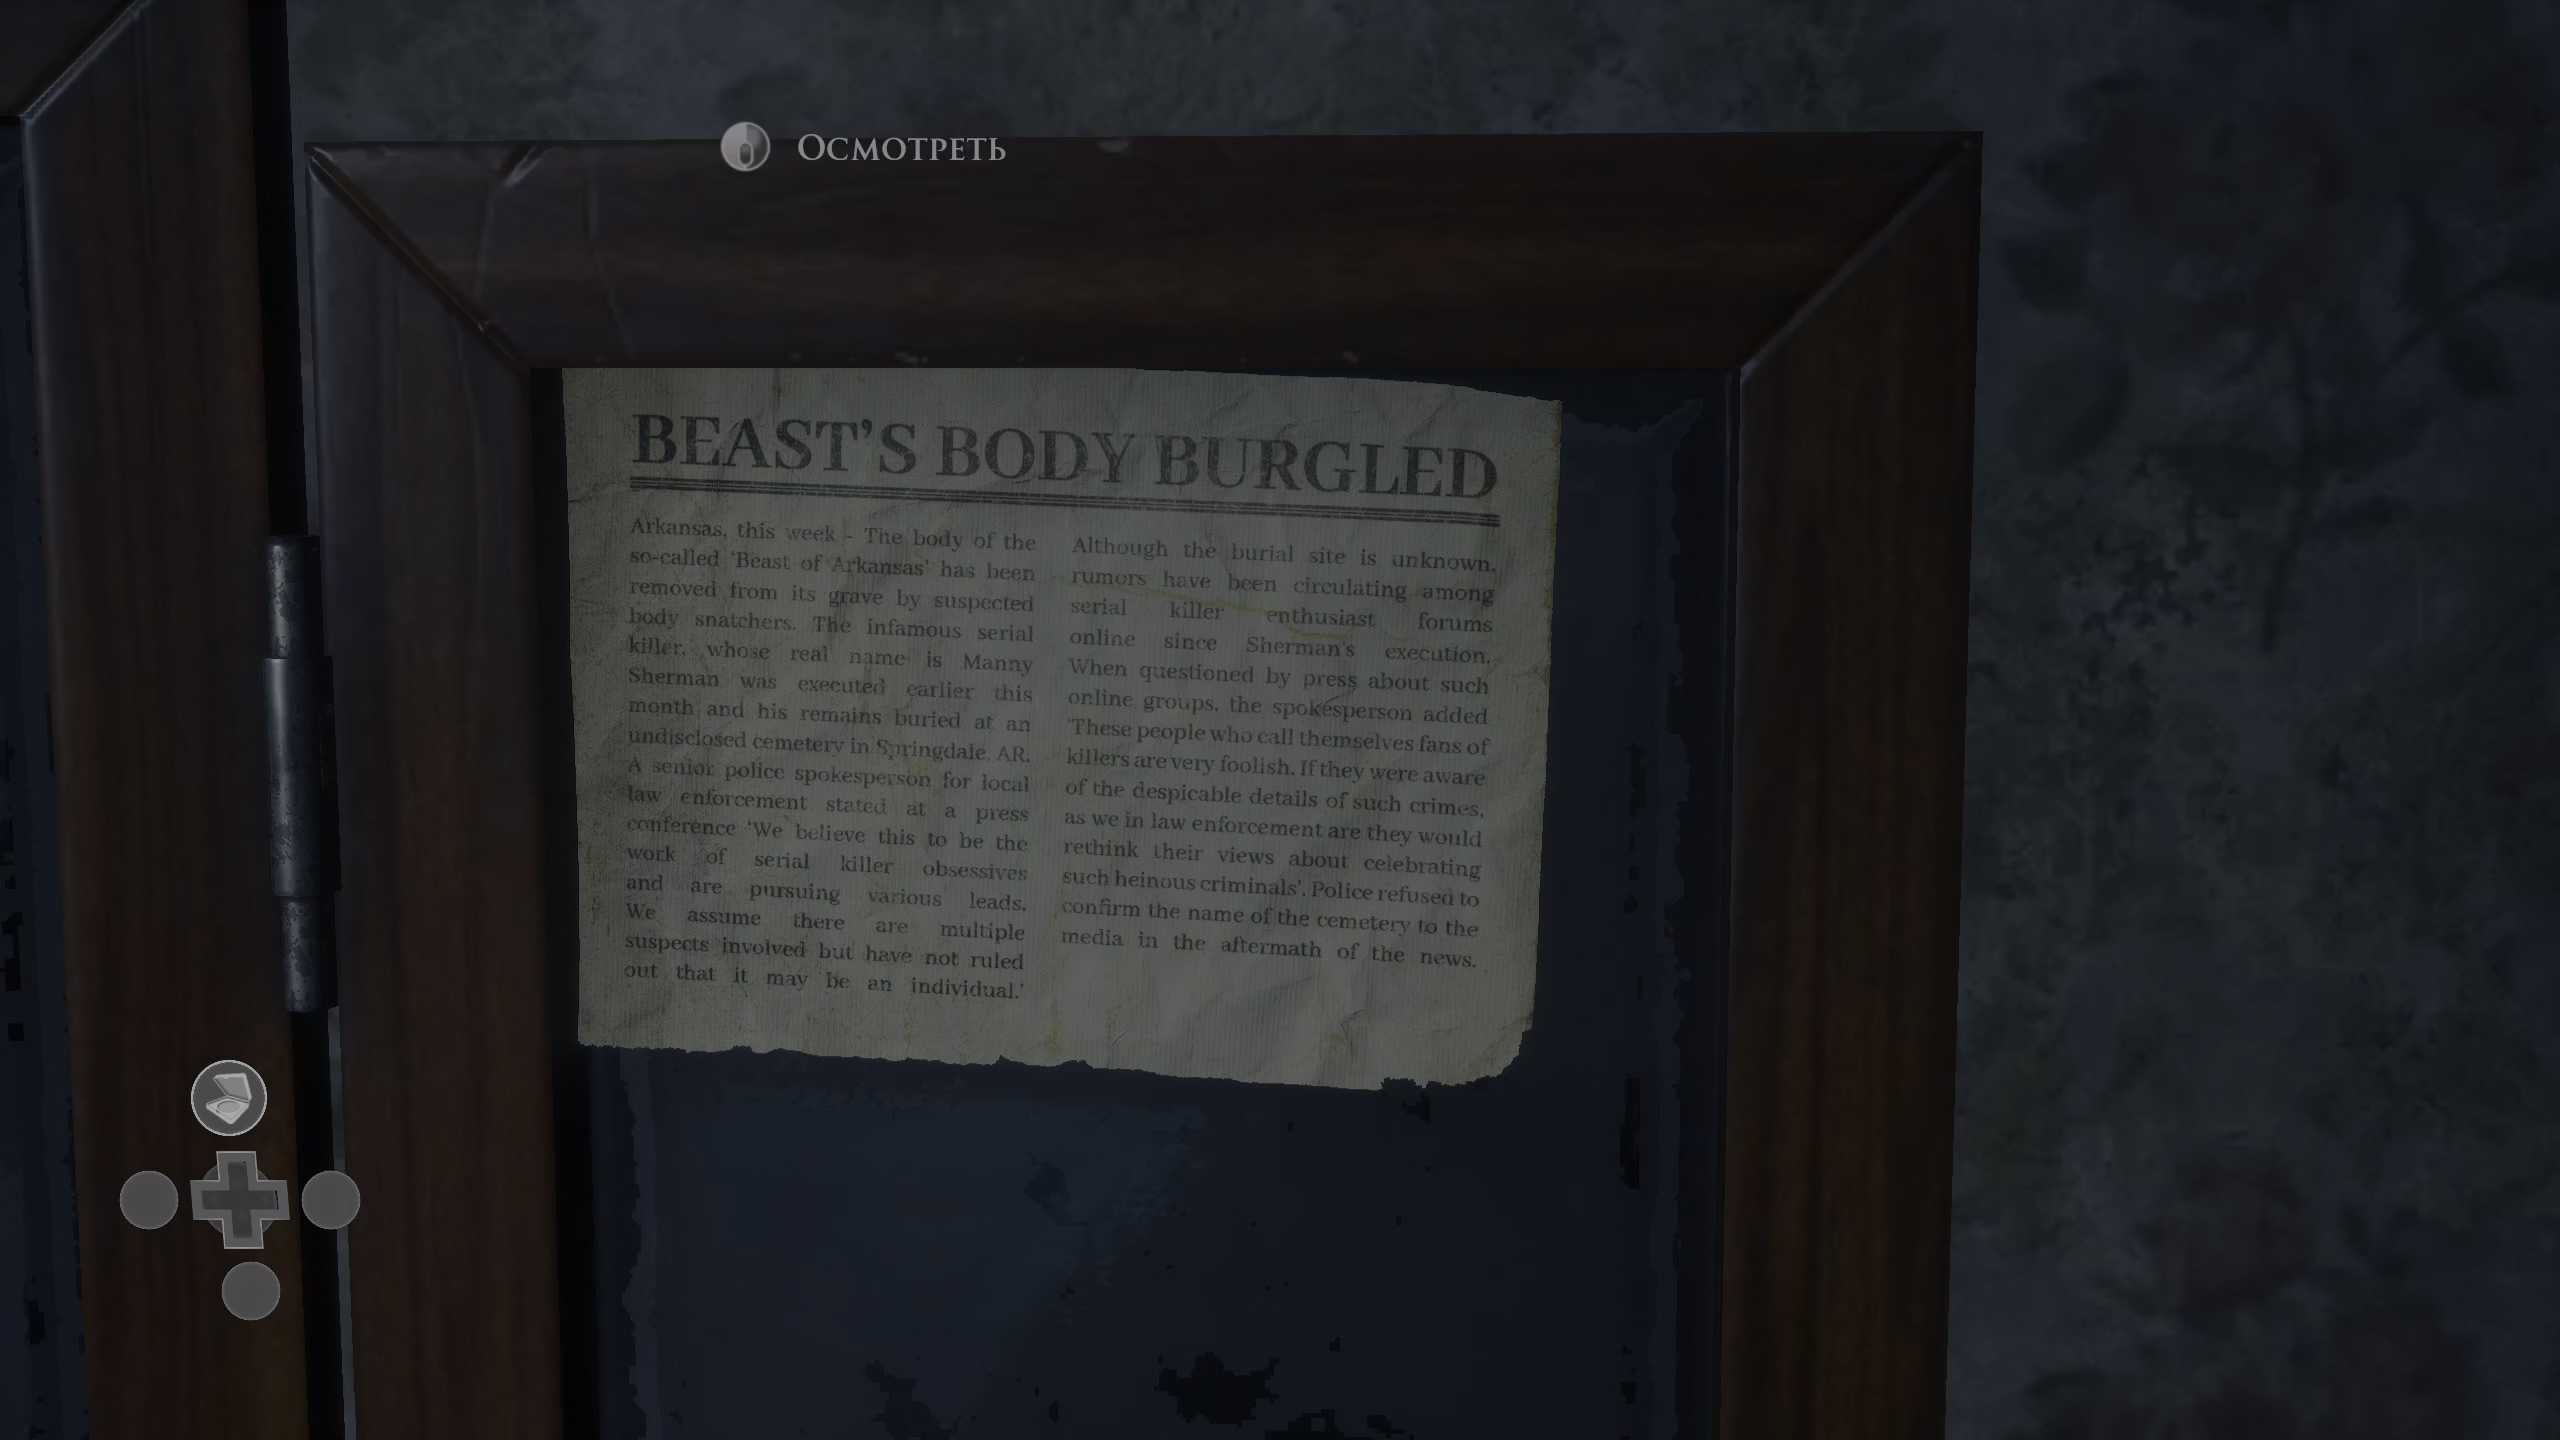 Осмотреть
BEAST'S BODY BURGLED
Arkansas, this week - The body of the
so-called 'Beast of Arkansas' has been
removed from its grave by suspected
body snatchers. The infamous serial
killer, whose real name is Manny
Sherman was executed earlier this
month and his remains buried at an
undisclosed cemetery in Springdale, AR.
A senior police spokesperson for local
law enforcement stated at a press
conference 'We believe this to be the
work of serial killer obsessives
and are pursuing various leads.
We assume there are multiple
suspects involved but have not ruled
out that it may be an individual.'
Although the burial site is unknown,
rumors have been circulating among
serial killer enthusiast forums
online since Sherman's execution.
When questioned by press about such
online groups, the spokesperson added
'These people who call themselves fans of
killers are very foolish. If they were aware
of the despicable details of such crimes,
as we in law enforcement are they would
rethink their views about celebrating
such heinous criminals'. Police refused to
confirm the name of the cemetery to the
media in the aftermath of the news.